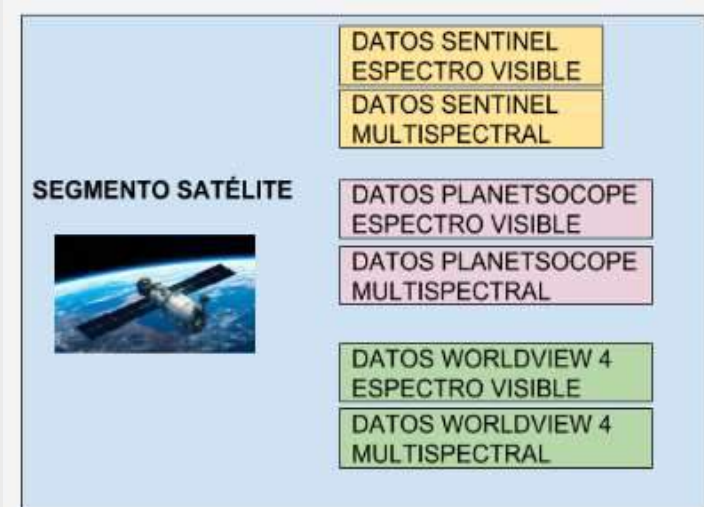 DATOS SENTINEL
ESPECTRO VISIBLE
DATOS SENTINEL
MULTISPECTRAL
SEGMENTO SATÉLITE
DATOS PLANETSOCOPE
ESPECTRO VISIBLE
DATOS PLANETSOCOPE
MULTISPECTRAL
DATOS WORLDVIEW 4
ESPECTRO VISIBLE
DATOS WORLDVIEW 4
MULTISPECTRAL